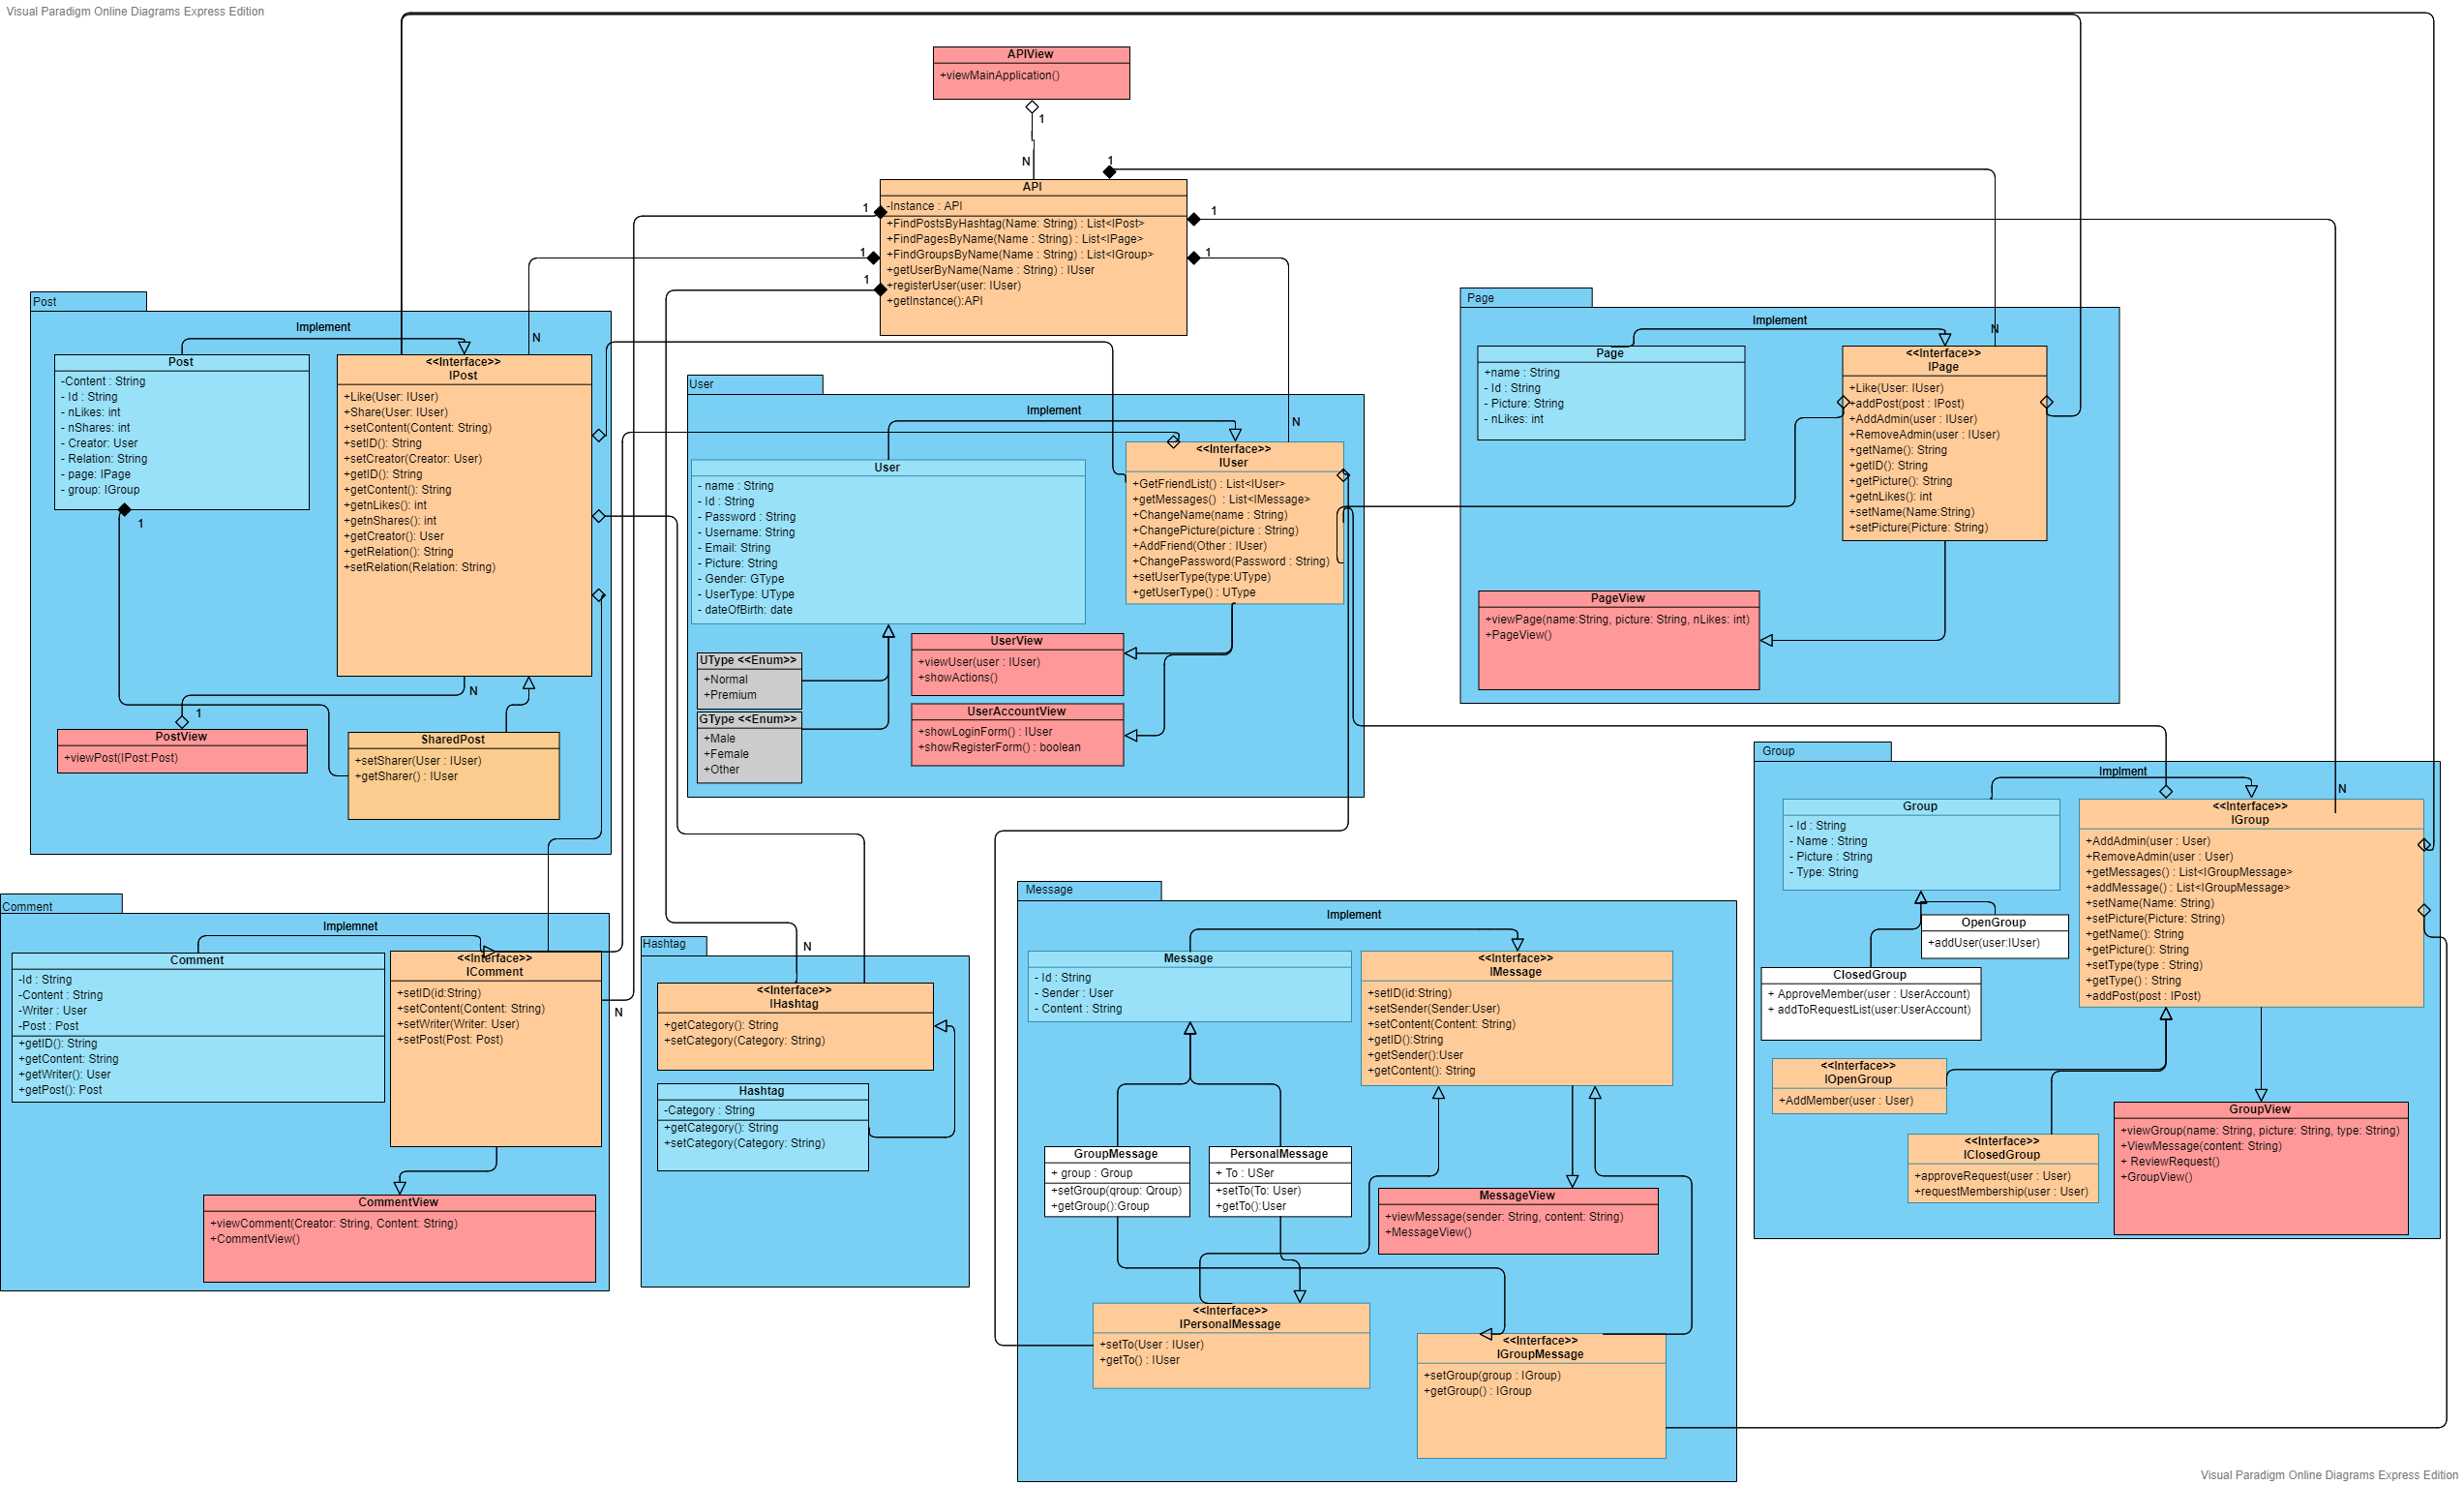 Visual Paradigm Online Diagrams Express Edition
APIView
+viewMainApplication()
1
N
1
API
-Instance : API
+FindPostsByHashtag(Name: String) : List<IPost>
+FindPagesByName(Name : String) : List<IPage>
+FindGroupsByName(Name : String) : List<IGroup>
+getUserByName(Name : String) : IUser
+registerUser(user: IUser)
+getInstance():API
1
1
1
1
1
Post
Implement
N
Post
-Content : String
- Id : String
- nLikes: int
- nShares: int
- Creator: User
- Relation: String
- page: IPage
- group: IGroup
1
<<Interface>>
IPost
+Like(User: IUser)
+Share(User: IUser)
+setContent(Content: String)
+setID(): String
+setCreator(Creator: User)
+getID(): String
+getContent(): String
+getnLikes(): int
+getnShares(): int
+getCreator(): User
+getRelation(): String
+setRelation(Relation: String)
N
1
PostView
+viewPost(IPost:Post)
SharedPost
+setSharer(User : IUser)
+getSharer() : IUser
User
Implement
N
User
- name : String
- Id : String
- Password : String
- Username: String
- Email: String
- Picture: String
- Gender: GType
- UserType: UType
- dateOfBirth: date
<<Interface>>
IUser
+GetFriendList() : List<IUser>
+getMessages()  : List<IMessage>
+ChangeName(name : String)
+ChangePicture(picture : String)
+AddFriend(Other : IUser)
+ChangePassword(Password : String)
+setUserType(type:UType)
+getUserType() : UType
UType <<Enum>>
+Normal
+Premium
GType <<Enum>>
+Male
+Female
+Other
UserView
+viewUser(user : IUser)
+showActions()
UserAccountView
+showLoginForm() : IUser
+showRegisterForm() : boolean
Page
Implement
N
Page
+name : String
- Id : String
- Picture: String
- nLikes: int
<<Interface>>
IPage
+Like(User: IUser)
+addPost(post : IPost)
+AddAdmin(user : IUser)
+RemoveAdmin(user : IUser)
+getName(): String
+getID(): String
+getPicture(): String
+getnLikes(): int
+setName(Name:String)
+setPicture(Picture: String)
PageView
+viewPage(name:String, picture: String, nLikes: int)
+PageView()
Group
Implment
N
Group
- Id : String
- Name : String
- Picture : String
- Type: String
<<Interface>>
IGroup
+AddAdmin(user : User)
+RemoveAdmin(user : User)
+getMessages() : List<IGroupMessage>
+addMessage() : List<IGroupMessage>
+setName(Name: String)
+setPicture(Picture: String)
+getName(): String
+getPicture(): String
+setType(type : String)
+getType() : String
+addPost(post : IPost)
OpenGroup
+addUser(user:IUser)
ClosedGroup
+ ApproveMember(user : UserAccount)
+ addToRequestList(user:UserAccount)
<<Interface>>
IOpenGroup
+AddMember(user : User)
<<Interface>>
IClosedGroup
+approveRequest(user : User)
+requestMembership(user : User)
GroupView
+viewGroup(name: String, picture: String, type: String)
+ViewMessage(content: String)
+ ReviewRequest()
+GroupView()
Comment
Implemnet
Comment
-Id : String
-Content : String
-Writer : User
-Post : Post
+getID(): String
+getContent: String
+getWriter(): User
+getPost(): Post
<<Interface>>
IComment
+setID(id:String)
+setContent(Content: String)
+setWriter(Writer: User)
+setPost(Post: Post)
N
CommentView
+viewComment(Creator: String, Content: String)
+CommentView()
Hashtag
N
<<Interface>>
IHashtag
+getCategory(): String
+setCategory(Category: String)
Hashtag
-Category : String
+getCategory(): String
+setCategory(Category: String)
Message
Implement
Message
- Id : String
- Sender : User
- Content : String
<<Interface>>
IMessage
+setID(id:String)
+setSender(Sender:User)
+setContent(Content: String)
+getID():String
+getSender():User
+getContent(): String
GroupMessage
+ group : Group
+setGroup(qroup: Qroup)
+getGroup():Group
PersonalMessage
+ To : USer
+setTo(To: User)
+getTo():User
MessageView
+viewMessage(sender: String, content: String)
+MessageView()
<<Interface>>
IPersonalMessage
+setTo(User : IUser)
+getTo() : IUser
<<Interface>>
IGroupMessage
+setGroup(group : IGroup)
+getGroup() : IGroup
Visual Paradigm Online Diagrams Express Edition